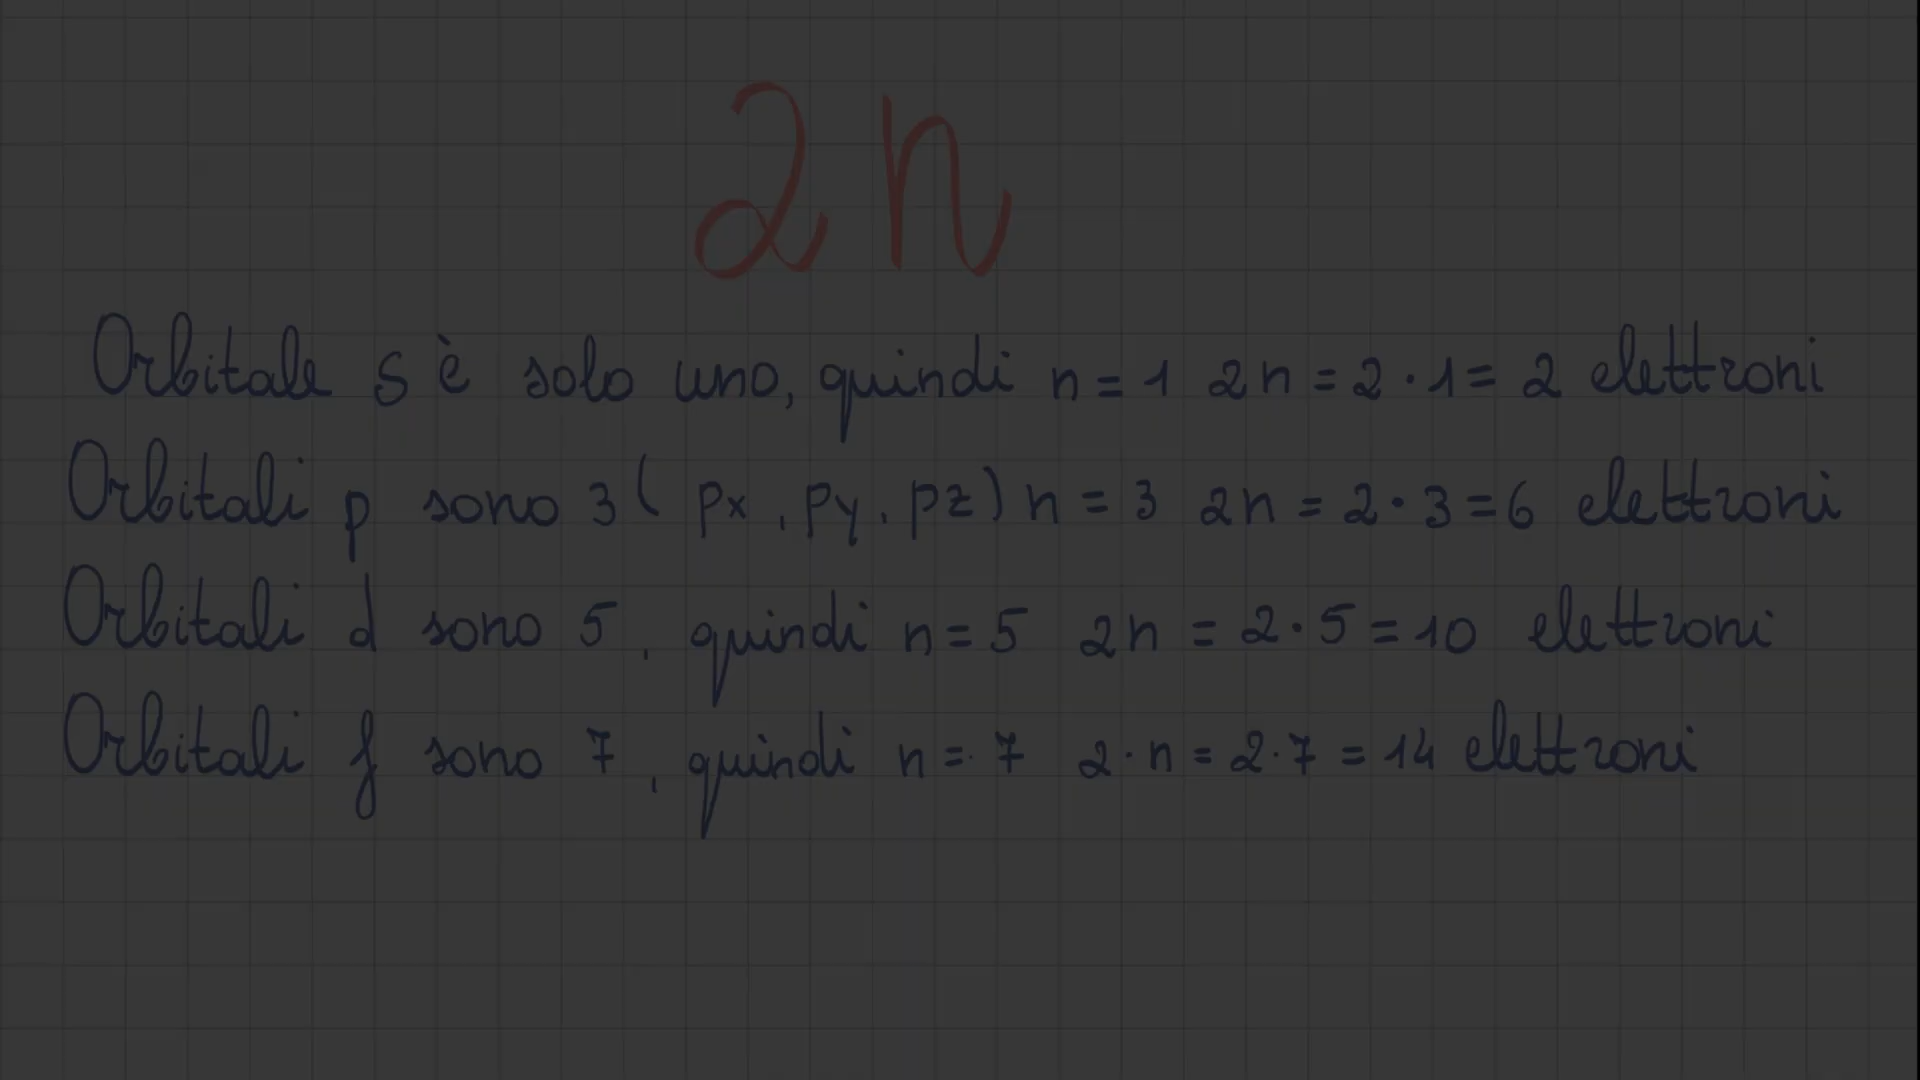 2n
Orbitale s è solo uno, quindi n = 1 2n = 2 · 1 = 2 elettroni
Orbitali p sono 3 ( px, py, pz) n = 3 2n = 2 · 3 = 6 elettroni
Orbitali d sono 5, quindi n = 5 2n = 2 · 5 = 10 elettroni
Orbitali f sono 7, quindi n = 7 2 · n = 2 · 7 = 14 elettroni